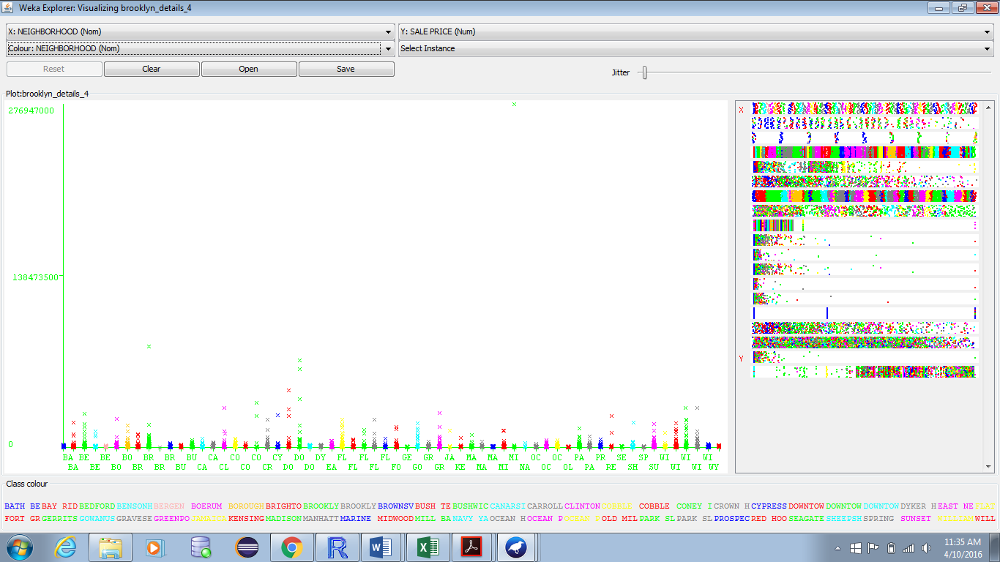 Weka Explorer: Visualizing brooklyn_details_4
X: NEIGHBORHOOD (Nom) Y: SALE PRICE (Num)
Colour: NEIGHBORHOOD (Nom) Select Instance
Reset Clear Open Save Jitter
Plot:brooklyn_details_4
276947000
X
138473500
Y
0
BA BE BE BO BR BR BU CA CO CO CY DO DY FL FL FL GE GR JA MA MA MI OC OC PA PR SE SP WI WI WI
BA BE BO BR BR BU CA CL CO CR DO DO EA FL FL FO GO GR KE MA MI NA OC OL PA RE SH SU WI WI WY
Class colour
BATH BE BAY RID BEDFORD BENSONH BERGEN BOERUM BOROUGH BRIGHTO BROOKLY BROOKLY BROWNSV BUSH TE BUSHWIC CANARSI CARROLL CLINTON COBBLE COBBLE CONEY I CROWN H CYPRESS DOWNTOW DOWNTOW DOWNTOW DYKER H EAST NE FLAT
FORT GR GERRITS GOWANUS GRAVESE GREENPO JAMAICA KENSING MADISON MANHATT MARINE MIDWOOD MILL BA NAVY YA OCEAN H OCEAN P OCEAN P OLD MIL PARK SL PARK SL PROSPEC RED HOO SEAGATE SHEEPSH SPRING SUNSET WILLIAM WILL
11:35 AM
4/10/2016